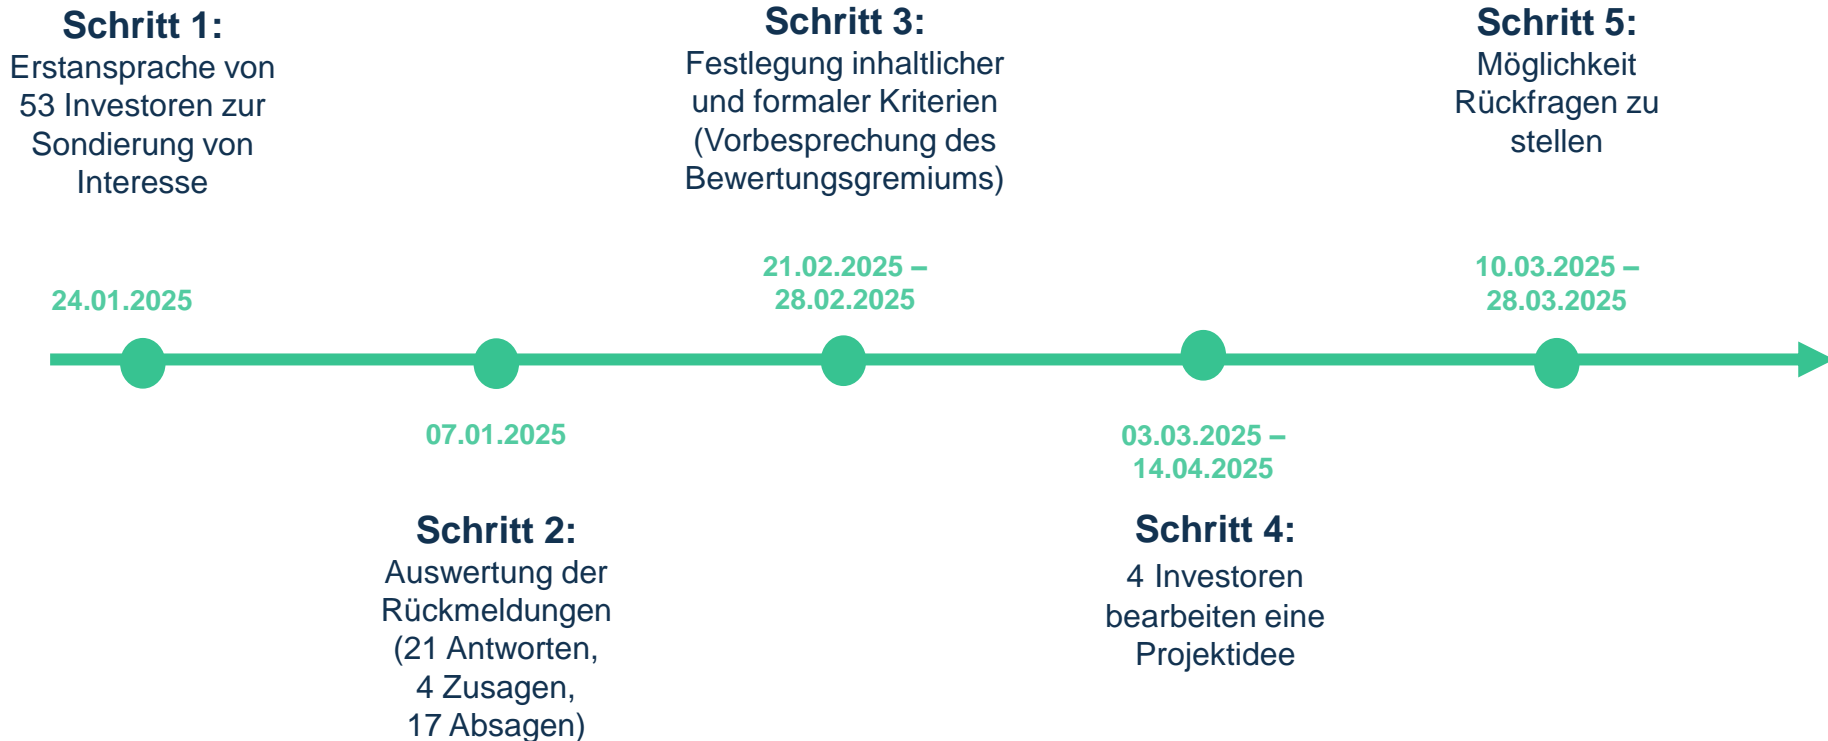 Schritt 1:
Erstansprache von
53 Investoren zur
Sondierung von
Interesse
24.01.2025
07.01.2025
Schritt 2:
Auswertung der
Rückmeldungen
(21 Antworten,
4 Zusagen,
17 Absagen)
Schritt 3:
Festlegung inhaltlicher
und formaler Kriterien
(Vorbesprechung des
Bewertungsgremiums)
21.02.2025 –
28.02.2025
03.03.2025 –
14.04.2025
Schritt 4:
4 Investoren
bearbeiten eine
Projektidee
Schritt 5:
Möglichkeit
Rückfragen zu
stellen
10.03.2025 –
28.03.2025